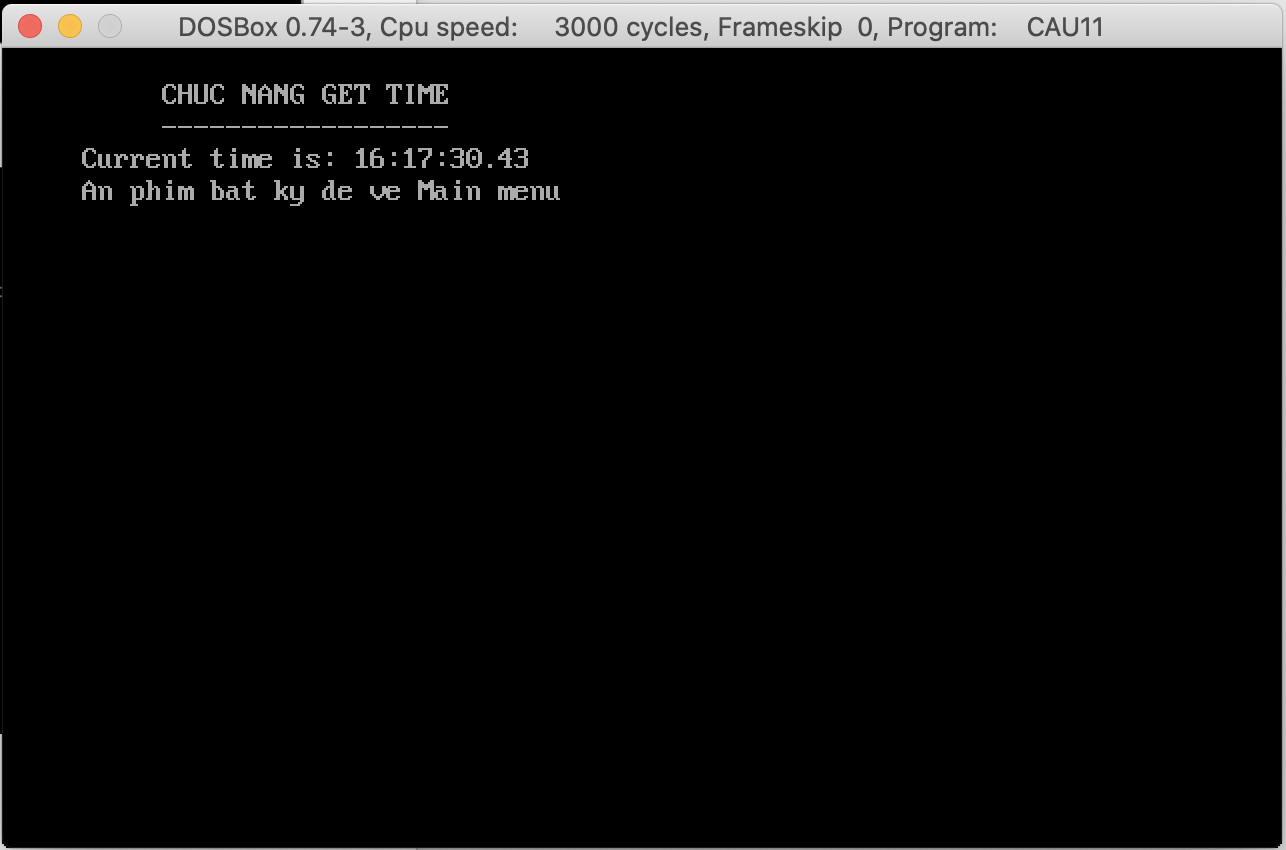 DOSBox 0.74-3, Cpu speed: 3000 cycles, Frameskip 0, Program: CAU11
CHUC NANG GET TIME
------------------
Current time is: 16:17:30.43
An phim bat ky de ve Main menu